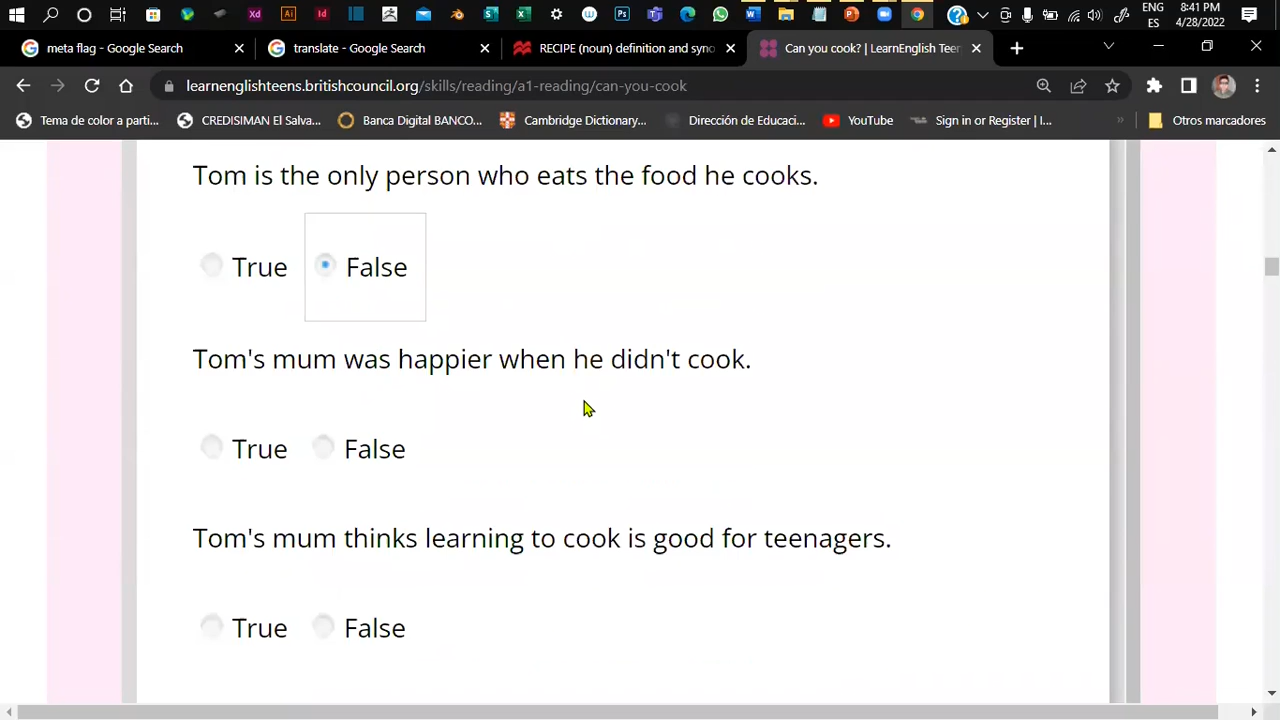 ENG 8:41 PM
ES 4/28/2022
meta flag - Google Search
translate - Google Search
RECIPE (noun) definition and syno
Can you cook? | LearnEnglish Teen
learnenglishteens.britishcouncil.org/skills/reading/a1-reading/can-you-cook
Tema de color a parti...
CREDISIMAN El Salva...
Banca Digital BANCO...
Cambridge Dictionary...
Dirección de Educaci...
YouTube
Sign in or Register | I...
»
Otros marcadores
Tom is the only person who eats the food he cooks.
True False
Tom's mum was happier when he didn't cook.
True False
Tom's mum thinks learning to cook is good for teenagers.
True False